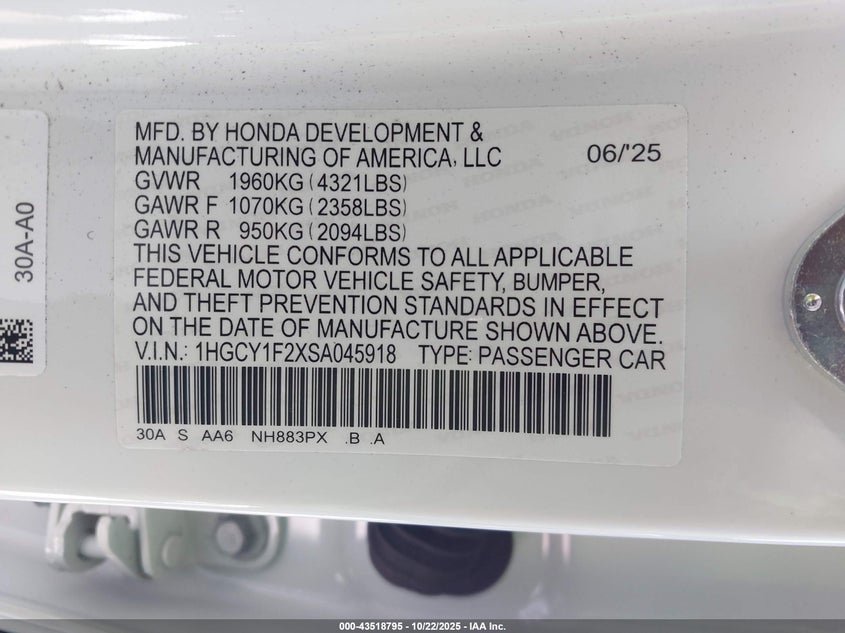 30A-A0
MFD. BY HONDA DEVELOPMENT &
MANUFACTURING OF AMERICA, LLC 06/'25
GVWR 1960KG (4321LBS)
GAWR F 1070KG (2358LBS)
GAWR R 950KG (2094LBS)
THIS VEHICLE CONFORMS TO ALL APPLICABLE
FEDERAL MOTOR VEHICLE SAFETY, BUMPER,
AND THEFT PREVENTION STANDARDS IN EFFECT
ON THE DATE OF MANUFACTURE SHOWN ABOVE.
V.I.N.: 1HGCY1F2XSA045918 TYPE: PASSENGER CAR
30A S AA6 NH883PX .B .A
000-43518795 - 10/22/2025 - IAA Inc.